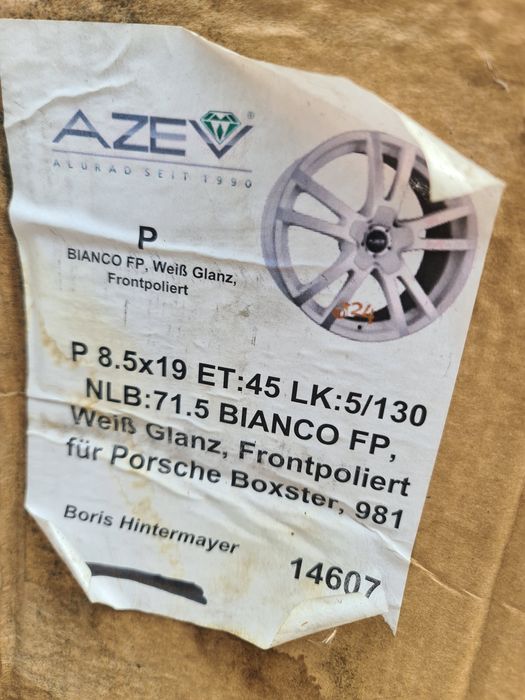 AZEV®
ALURAD SEIT 1990
P
BIANCO FP, Weiß Glanz,
Frontpoliert
824
P 8.5x19 ET:45 LK:5/130
NLB:71.5 BIANCO FP,
Weiß Glanz, Frontpoliert
für Porsche Boxster, 981
Boris Hintermayer
14607